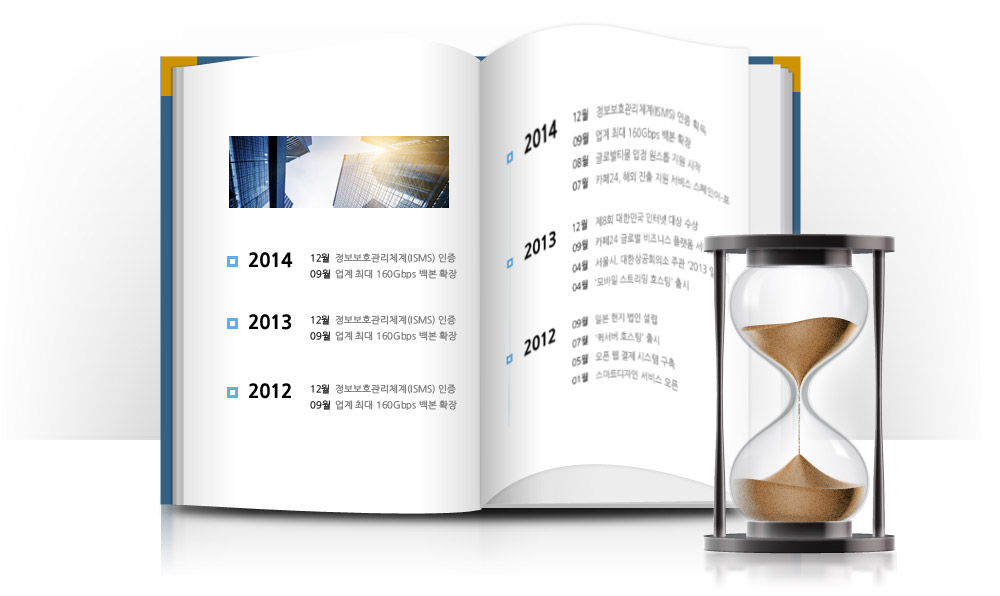 2014
12월 정보보호관리체계(ISMS) 인증
09월 업계 최대 160Gbps 백본 확장
2013
12월 정보보호관리체계(ISMS) 인증
09월 업계 최대 160Gbps 백본 확장
2012
12월 정보보호관리체계(ISMS) 인증
09월 업계 최대 160Gbps 백본 확장
2014
12월 정보보호관리체계(ISMS) 인증 획득
09월 업계 최대 160Gbps 백본 확장
08월 글로벌티몰 입점 원스톱 지원 시작
07월 카페24, 해외 진출 지원 서비스
2013
12월 제8회 대한민국 인터넷 대상 수상
09월 카페24 글로벌 비즈니스 플랫폼
04월 서울시, 대한상공회의소 주관 '2013
04월 '모바일 스트리밍 호스팅' 출시
2012
09월 일본 현지 법인 설립
07월 '퀵서버 호스팅' 출시
05월 오픈 웹 결제 시스템 구축
01월 스마트디자인 서비스 오픈